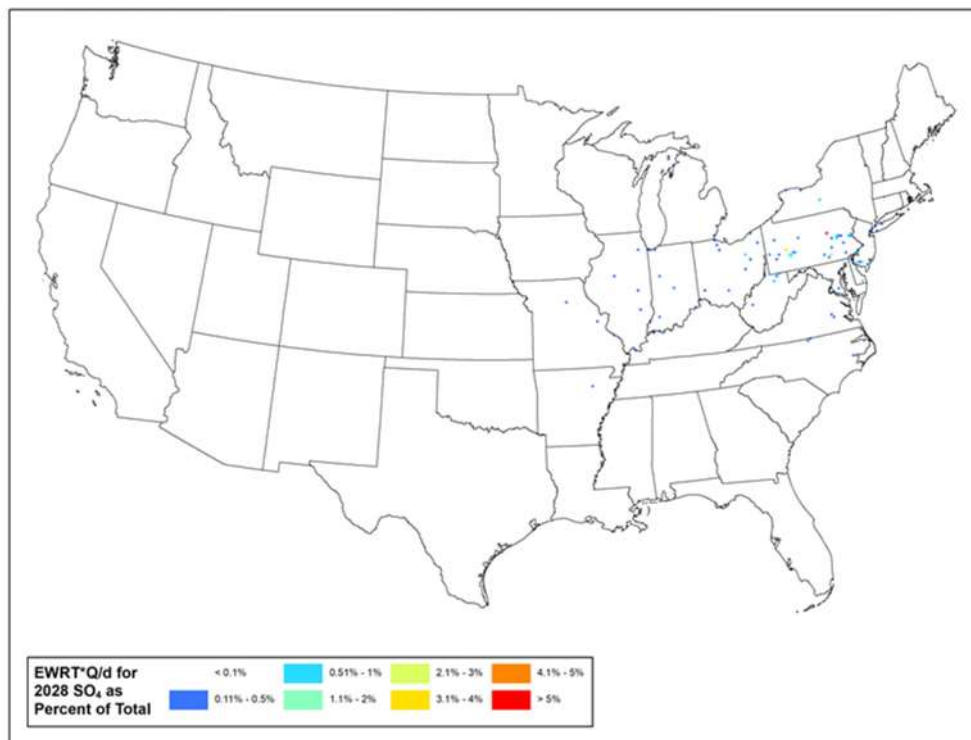 EWRT*Q/d for
2028 SO₄ as
Percent of Total
< 0.1%
0.11% - 0.5%
0.51% - 1%
1.1% - 2%
2.1% - 3%
3.1% - 4%
4.1% - 5%
> 5%